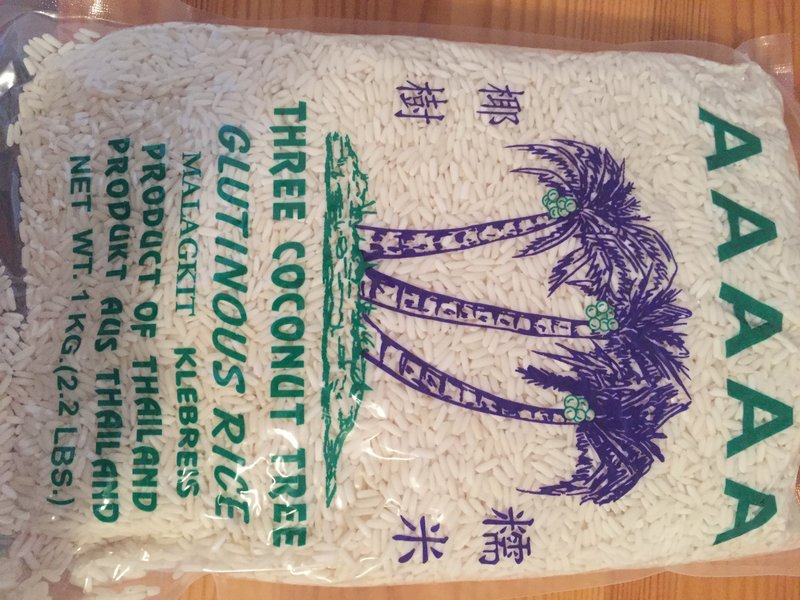 AAAAA
椰樹
糯米
THREE COCONUT TREE
GLUTINOUS RICE
MALAGKIT KLEBREIS
PRODUCT OF THAILAND
PRODUKT AUS THAILAND
NET WT. 1 KG.(2.2 LBS.)